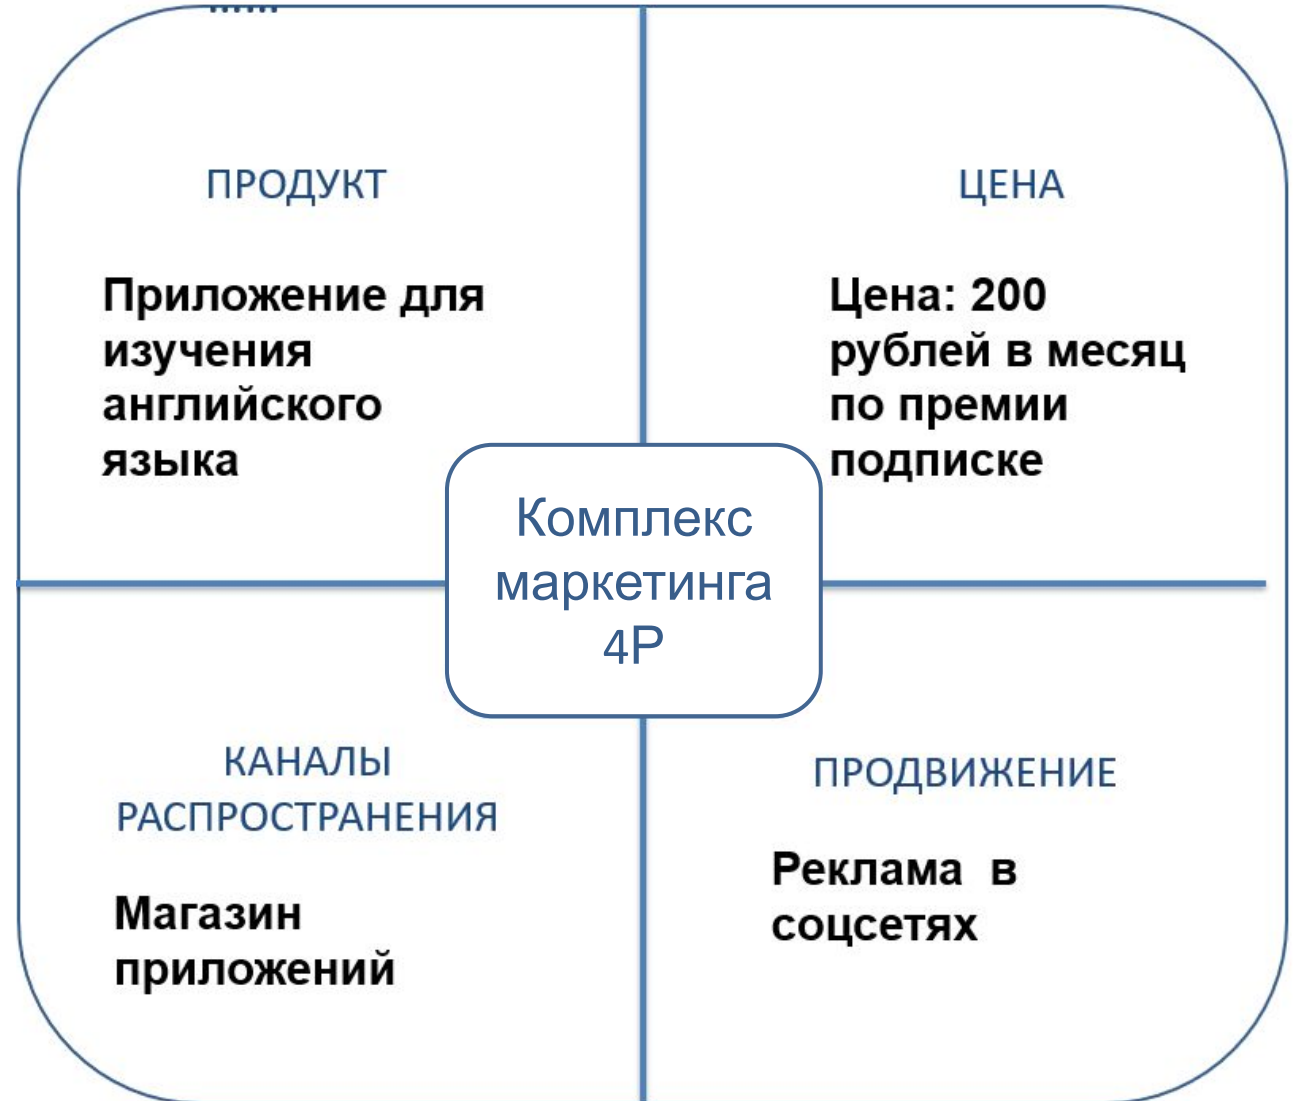 ПРОДУКТ
Приложение для
изучения
английского
языка
ЦЕНА
Цена: 200
рублей в месяц
по премии
подписке
Комплекс
маркетинга
4Р
КАНАЛЫ
РАСПРОСТРАНЕНИЯ
Магазин
приложений
ПРОДВИЖЕНИЕ
Реклама в
соцсетях